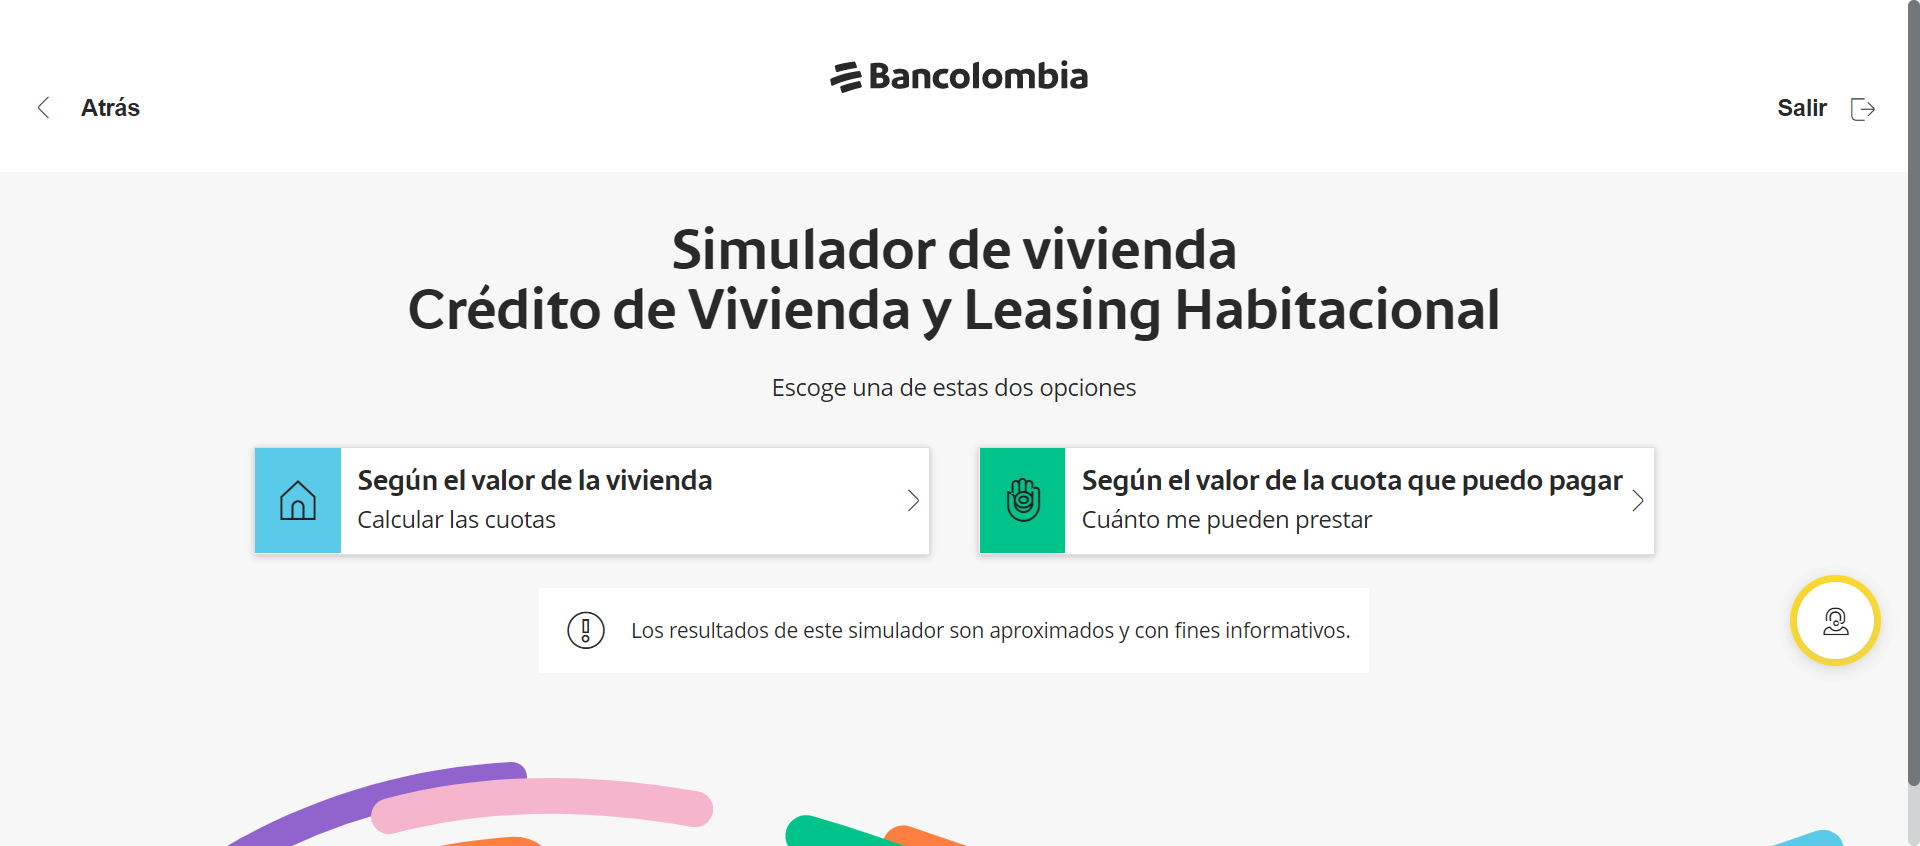 Bancolombia
Atrás
Salir
Simulador de vivienda
Crédito de Vivienda y Leasing Habitacional
Escoge una de estas dos opciones
Según el valor de la vivienda
Calcular las cuotas
Según el valor de la cuota que puedo pagar
Cuánto me pueden prestar
Los resultados de este simulador son aproximados y con fines informativos.